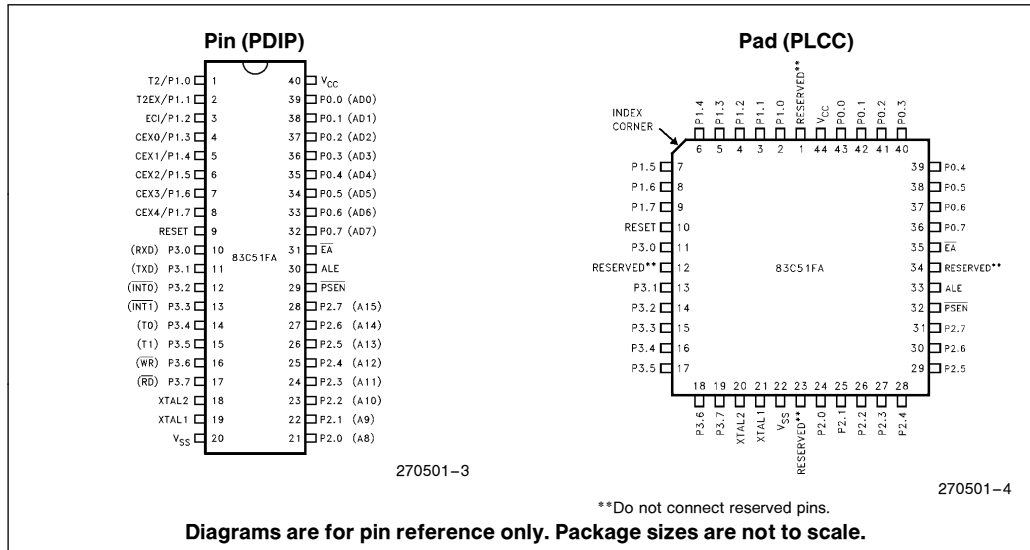 Pin (PDIP)
T2/P1.0 1
T2EX/P1.1 2
ECI/P1.2 3
CEX0/P1.3 4
CEX1/P1.4 5
CEX2/P1.5 6
CEX3/P1.6 7
CEX4/P1.7 8
RESET 9
(RXD) P3.0 10
(TXD) P3.1 11
(INT0) P3.2 12
(INT1) P3.3 13
(T0) P3.4 14
(T1) P3.5 15
(WR) P3.6 16
(RD) P3.7 17
XTAL2 18
XTAL1 19
VSS 20
83C51FA
40 VCC
39 P0.0 (AD0)
38 P0.1 (AD1)
37 P0.2 (AD2)
36 P0.3 (AD3)
35 P0.4 (AD4)
34 P0.5 (AD5)
33 P0.6 (AD6)
32 P0.7 (AD7)
31 EA
30 ALE
29 PSEN
28 P2.7 (A15)
27 P2.6 (A14)
26 P2.5 (A13)
25 P2.4 (A12)
24 P2.3 (A11)
23 P2.2 (A10)
22 P2.1 (A9)
21 P2.0 (A8)
270501-3
Pad (PLCC)
INDEX
CORNER
P1.4 P1.3 P1.2 P1.1 P1.0 RESERVED** VCC P0.0 P0.1 P0.2 P0.3
6 5 4 3 2 1 44 43 42 41 40
P1.5 7
P1.6 8
P1.7 9
RESET 10
P3.0 11
RESERVED** 12
P3.1 13
P3.2 14
P3.3 15
P3.4 16
P3.5 17
83C51FA
39 P0.4
38 P0.5
37 P0.6
36 P0.7
35 EA
34 RESERVED**
33 ALE
32 PSEN
31 P2.7
30 P2.6
29 P2.5
18 19 20 21 22 23 24 25 26 27 28
P3.6 P3.7 XTAL2 XTAL1 VSS RESERVED** P2.0 P2.1 P2.2 P2.3 P2.4
270501-4
**Do not connect reserved pins.
Diagrams are for pin reference only. Package sizes are not to scale.